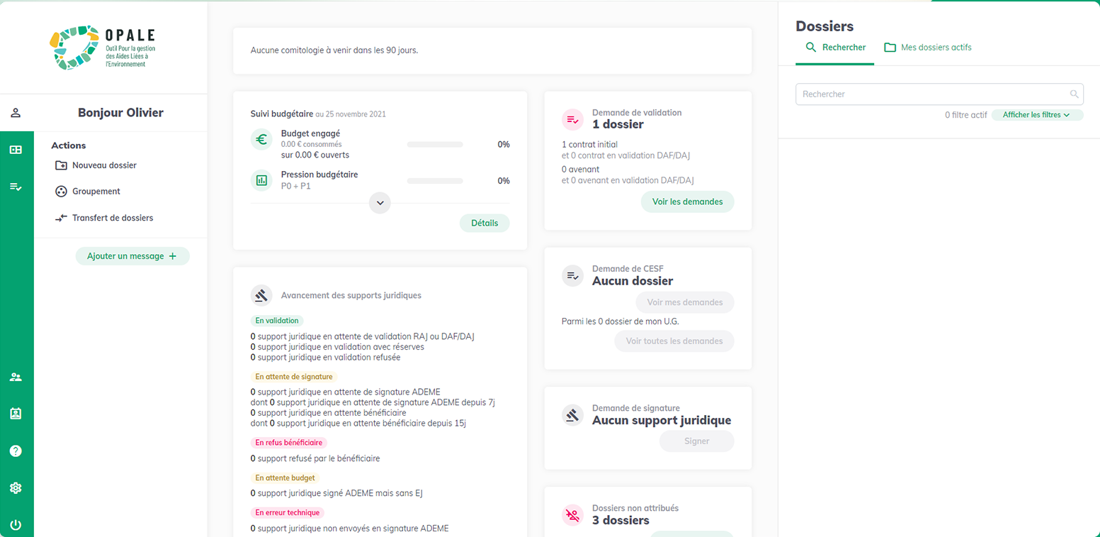 OPALE
Outil Pour la gestion
des Aides Liées à
l'Environnement
Bonjour Olivier
Actions
Nouveau dossier
Groupement
Transfert de dossiers
Ajouter un message +
Aucune comitologie à venir dans les 90 jours.
Suivi budgétaire au 25 novembre 2021
Budget engagé
0.00 € consommés
sur 0.00 € ouverts
0%
Pression budgétaire
P0 + P1
0%
Détails
Avancement des supports juridiques
En validation
0 support juridique en attente de validation RAJ ou DAF/DAJ
0 support juridique en validation avec réserves
0 support juridique en validation refusée
En attente de signature
0 support juridique en attente de signature ADEME
dont 0 support juridique en attente de signature ADEME depuis 7j
0 support juridique en attente bénéficiaire
dont 0 support juridique en attente bénéficiaire depuis 15j
En refus bénéficiaire
0 support refusé par le bénéficiaire
En attente budget
0 support juridique signé ADEME mais sans EJ
En erreur technique
0 support juridique non envoyés en signature ADEME
Demande de validation
1 dossier
1 contrat initial
et 0 contrat en validation DAF/DAJ
0 avenant
et 0 avenant en validation DAF/DAJ
Voir les demandes
Demande de CESF
Aucun dossier
Voir mes demandes
Parmi les 0 dossier de mon U.G.
Voir toutes les demandes
Demande de signature
Aucun support juridique
Signer
Dossiers non attribués
3 dossiers
Dossiers
Rechercher
Mes dossiers actifs
Rechercher
0 filtre actif
Afficher les filtres